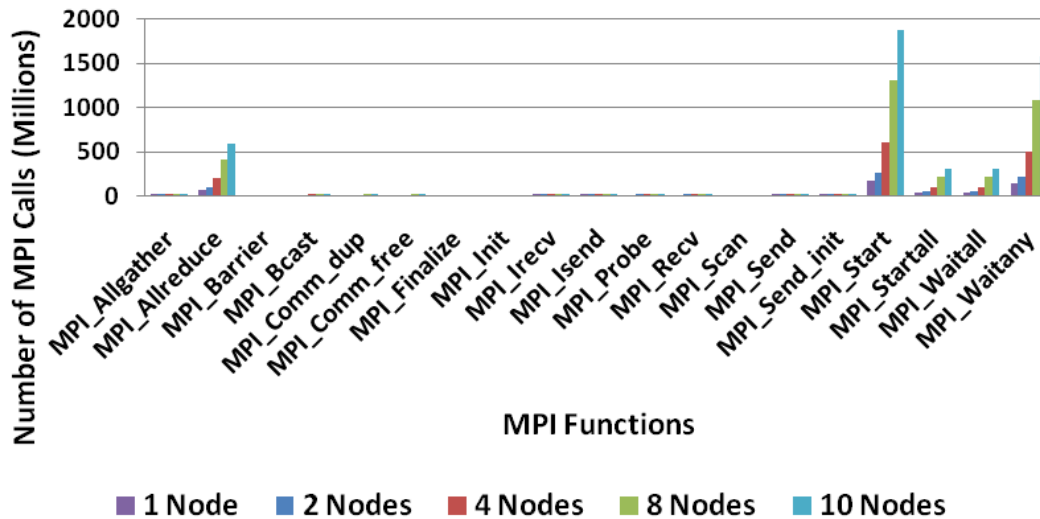 Number of MPI Calls (Millions)
2000
1500
1000
500
0
MPI_Allgather
MPI_Allreduce
MPI_Barrier
MPI_Bcast
MPI_Comm_dup
MPI_Comm_free
MPI_Finalize
MPI_Init
MPI_Irecv
MPI_Isend
MPI_Probe
MPI_Recv
MPI_Scan
MPI_Send
MPI_Send_init
MPI_Start
MPI_Startall
MPI_Waitall
MPI_Waitany
MPI Functions
1 Node 2 Nodes 4 Nodes 8 Nodes 10 Nodes